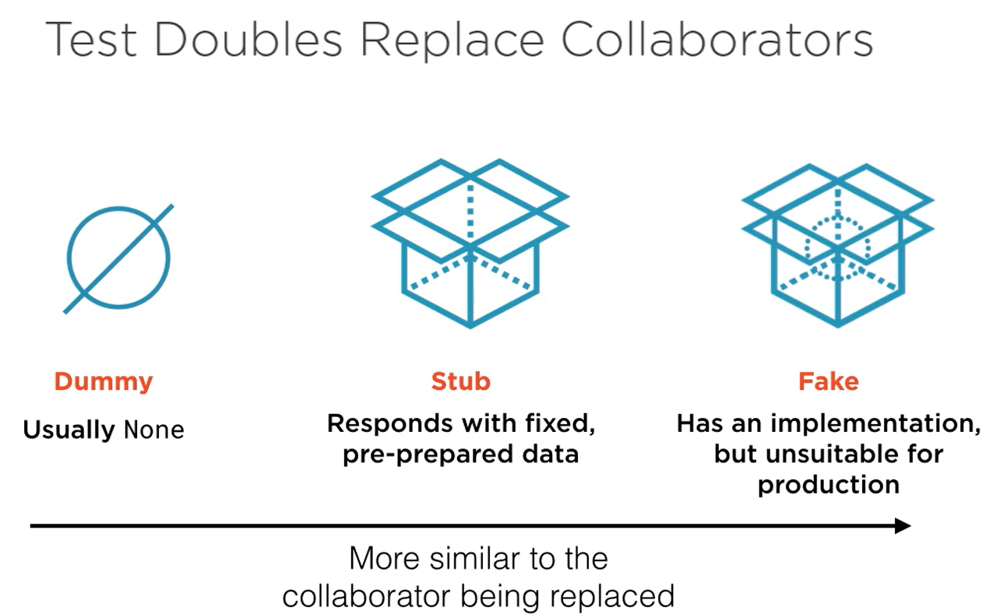 Test Doubles Replace Collaborators
Dummy
Usually None
Stub
Responds with fixed,
pre-prepared data
Fake
Has an implementation,
but unsuitable for
production
More similar to the
collaborator being replaced